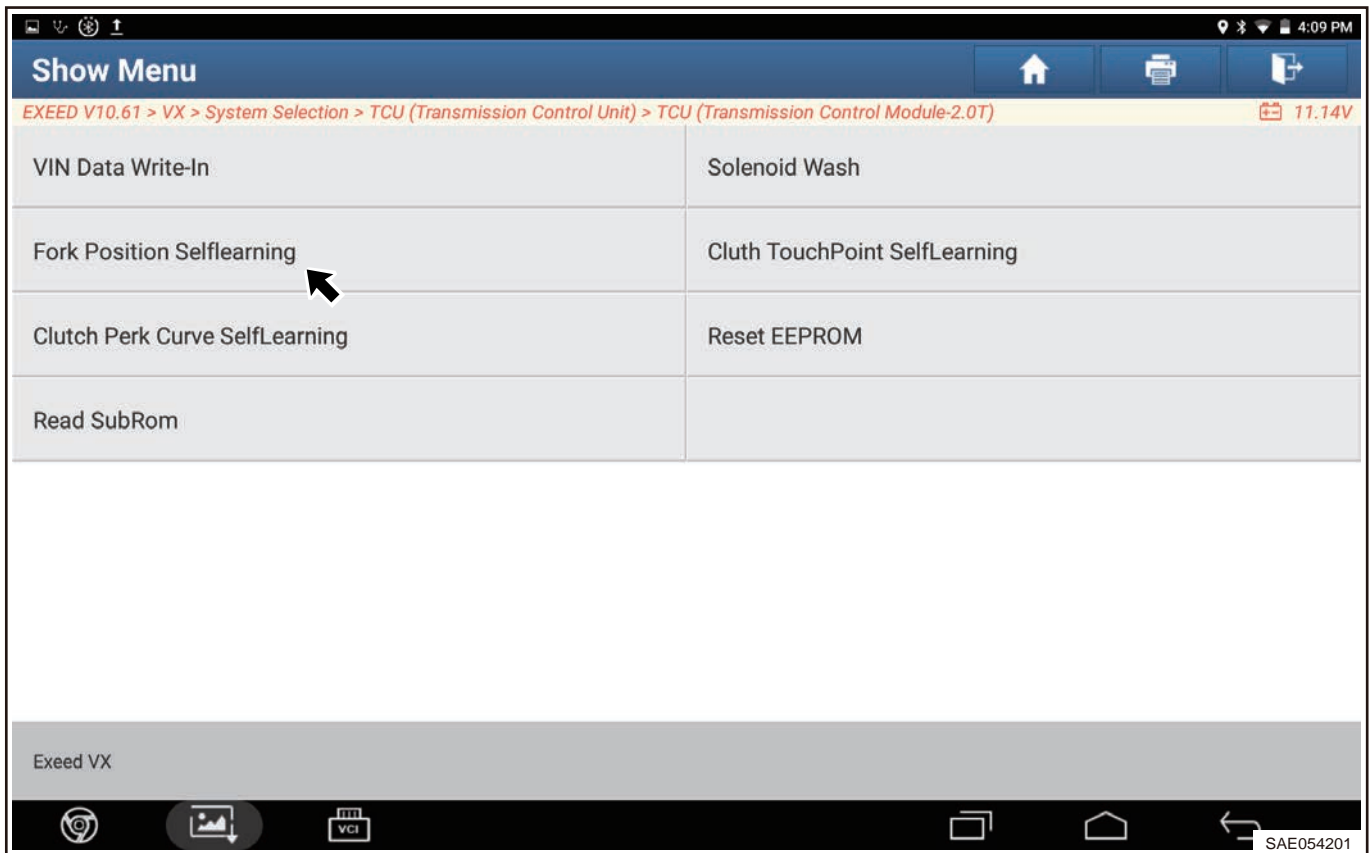 4:09 PM
Show Menu
EXEED V10.61 > VX > System Selection > TCU (Transmission Control Unit) > TCU (Transmission Control Module-2.0T)
11.14V
VIN Data Write-In
Solenoid Wash
Fork Position Selflearning
Cluth TouchPoint SelfLearning
Clutch Perk Curve SelfLearning
Reset EEPROM
Read SubRom
Exeed VX
VCI
SAE054201